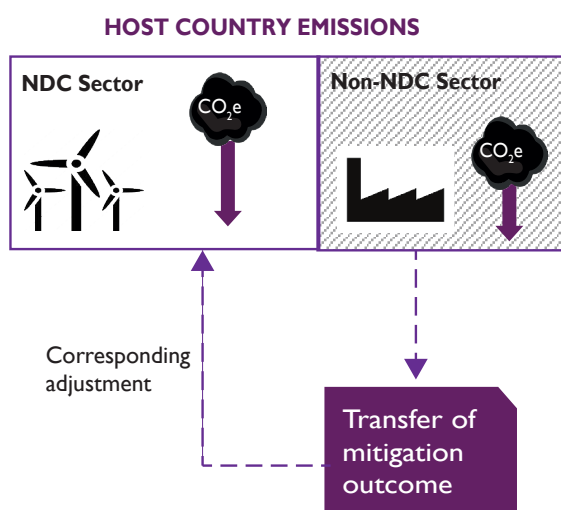 HOST COUNTRY EMISSIONS
NDC Sector
CO₂e
Non-NDC Sector
CO₂e
Corresponding
adjustment
Transfer of
mitigation
outcome